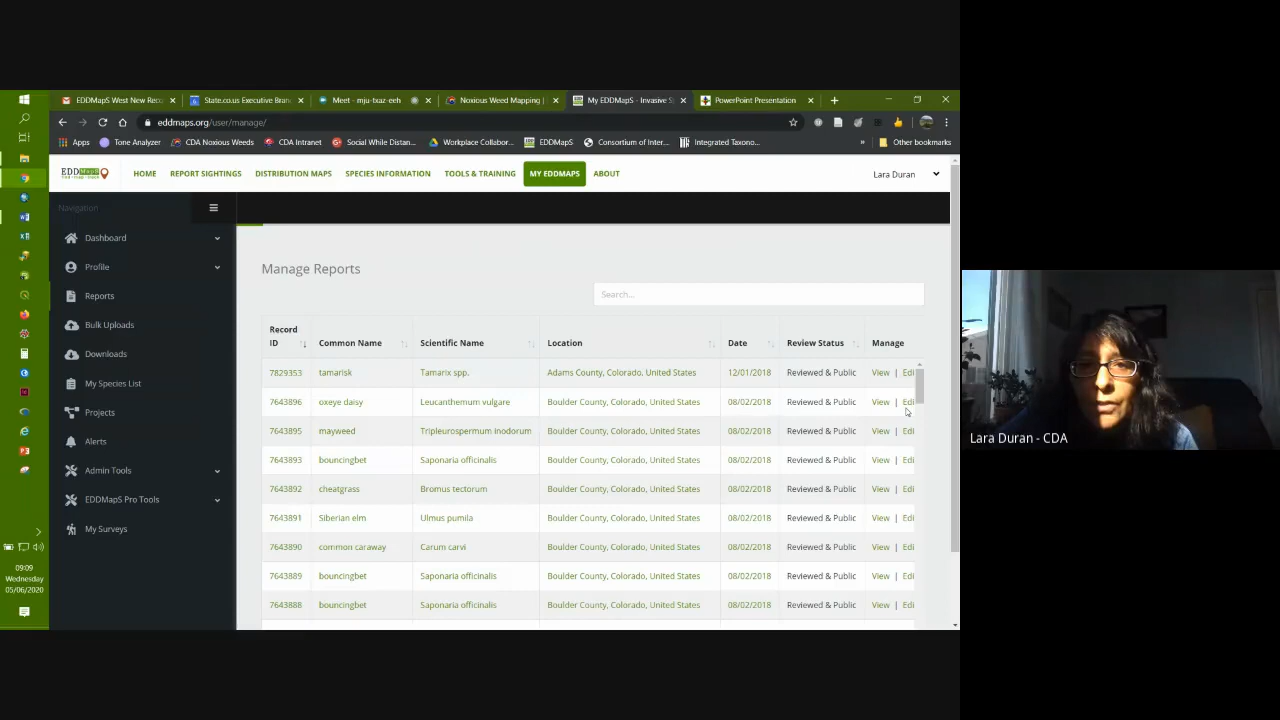 EDDMapS West New Rec
State.co.us Executive Bran
Meet - mju-txaz-eeh
Noxious Weed Mapping |
My EDDMapS - Invasive S
PowerPoint Presentation
eddmaps.org/user/manage/
Apps
Tone Analyzer
CDA Noxious Weeds
CDA Intranet
Social While Distan...
Workplace Collabor...
EDDMapS
Consortium of Inter...
Integrated Taxono...
»
Other bookmarks
EDDMapS
HOME
REPORT SIGHTINGS
DISTRIBUTION MAPS
SPECIES INFORMATION
TOOLS & TRAINING
MY EDDMAPS
ABOUT
Lara Duran
Navigation
Dashboard
Profile
Reports
Bulk Uploads
Downloads
My Species List
Projects
Alerts
Admin Tools
EDDMapS Pro Tools
My Surveys
Manage Reports
Search...
Record ID Common Name Scientific Name Location Date Review Status Manage
7829353 tamarisk Tamarix spp. Adams County, Colorado, United States 12/01/2018 Reviewed & Public View | Edi
7643896 oxeye daisy Leucanthemum vulgare Boulder County, Colorado, United States 08/02/2018 Reviewed & Public View | Edi
7643895 mayweed Tripleurospermum inodorum Boulder County, Colorado, United States 08/02/2018 Reviewed & Public View | Edi
7643893 bouncingbet Saponaria officinalis Boulder County, Colorado, United States 08/02/2018 Reviewed & Public View | Edi
7643892 cheatgrass Bromus tectorum Boulder County, Colorado, United States 08/02/2018 Reviewed & Public View | Edi
7643891 Siberian elm Ulmus pumila Boulder County, Colorado, United States 08/02/2018 Reviewed & Public View | Edi
7643890 common caraway Carum carvi Boulder County, Colorado, United States 08/02/2018 Reviewed & Public View | Edi
7643889 bouncingbet Saponaria officinalis Boulder County, Colorado, United States 08/02/2018 Reviewed & Public View | Edi
7643888 bouncingbet Saponaria officinalis Boulder County, Colorado, United States 08/02/2018 Reviewed & Public View | Edi
09:09
Wednesday
05/06/2020
Lara Duran - CDA